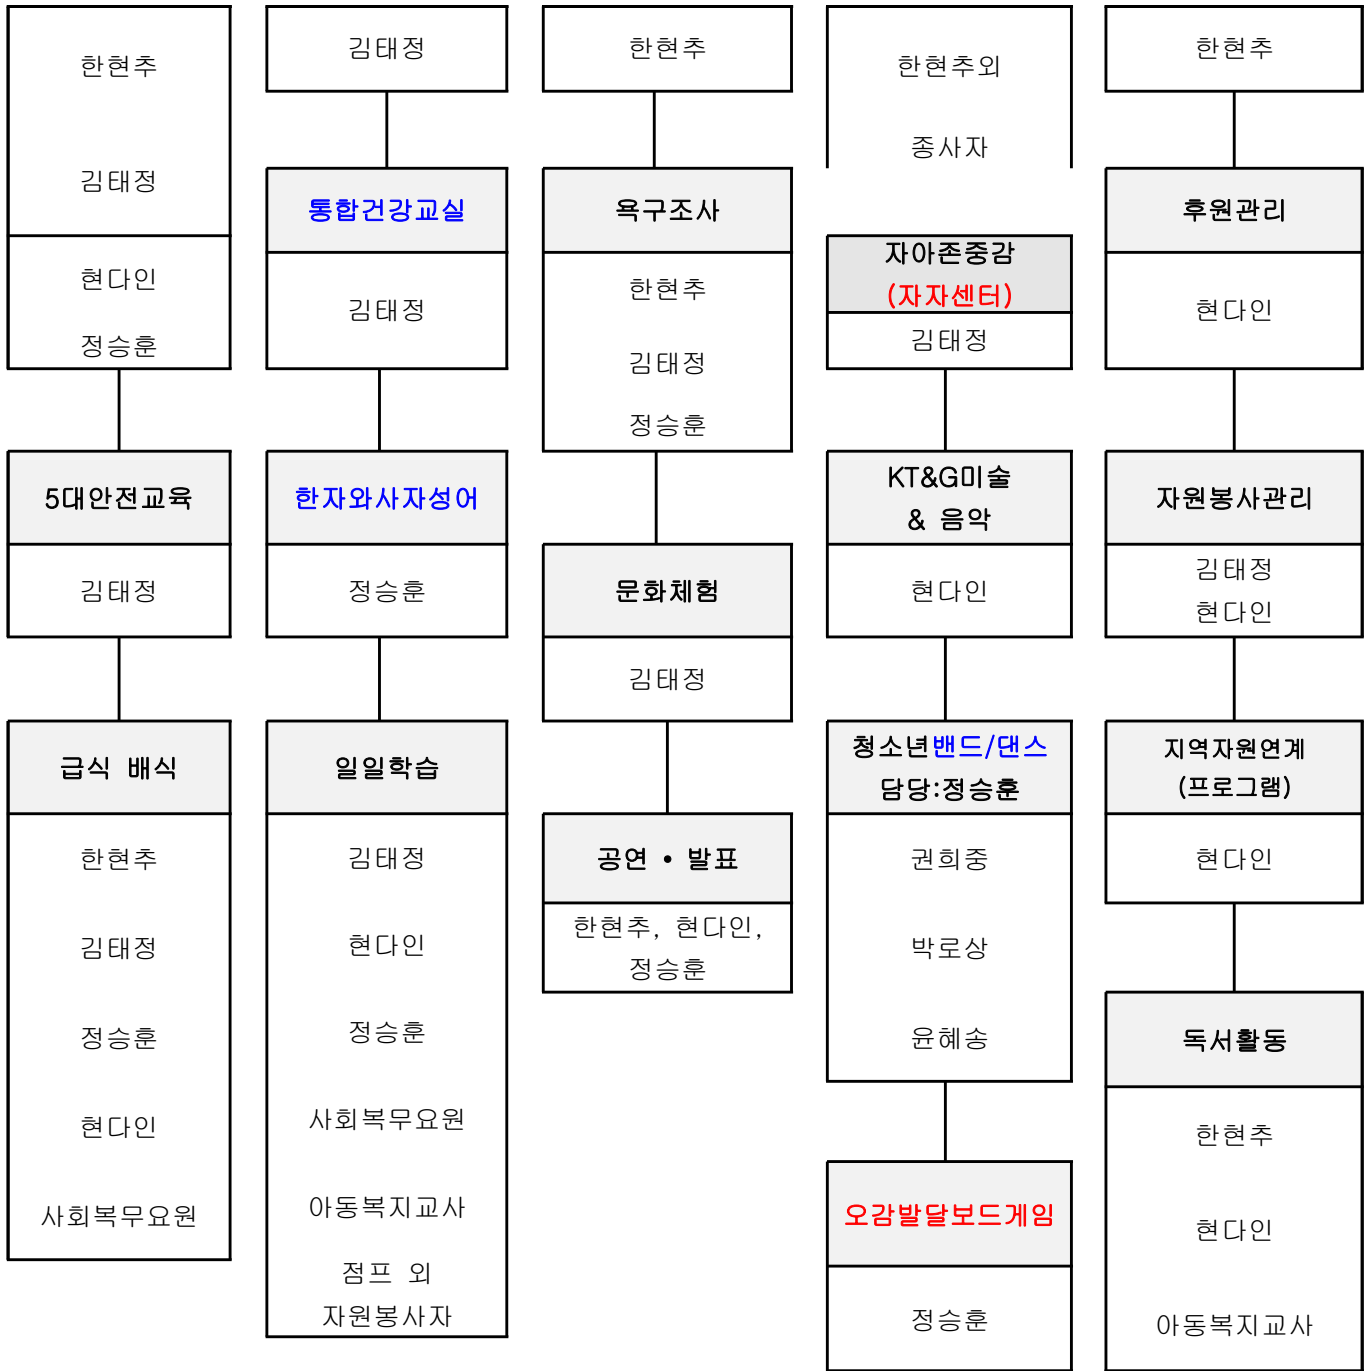 한현추
김태정
현다인
정승훈
5대안전교육
김태정
급식 배식
한현추
김태정
정승훈
현다인
사회복무요원
김태정
통합건강교실
김태정
한자와사자성어
정승훈
일일학습
김태정
현다인
정승훈
사회복무요원
아동복지교사
점프 외
자원봉사자
한현추
욕구조사
한현추
김태정
정승훈
문화체험
김태정
공연 • 발표
한현추, 현다인,
정승훈
한현추외
종사자
자아존중감
(자자센터)
김태정
KT&G미술
& 음악
현다인
청소년밴드/댄스
담당:정승훈
권희중
박로상
윤혜송
오감발달보드게임
정승훈
한현추
후원관리
현다인
자원봉사관리
김태정
현다인
지역자원연계
(프로그램)
현다인
독서활동
한현추
현다인
아동복지교사